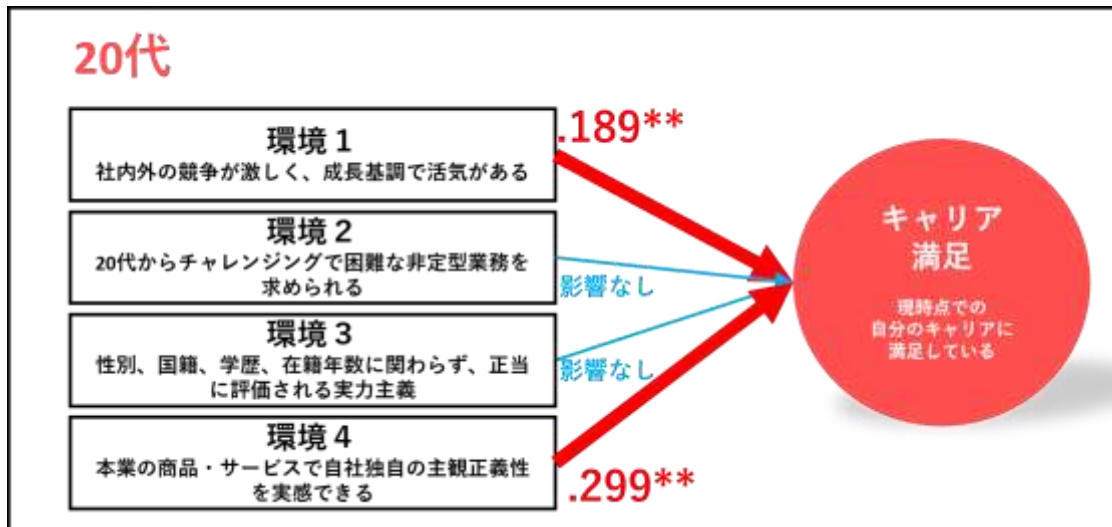 20代
環境1
社内外の競争が激しく、成長基調で活気がある
.189**
環境2
20代からチャレンジングで困難な非定型業務を
求められる
影響なし
環境3
性別、国籍、学歴、在籍年数に関わらず、正当
に評価される実力主義
影響なし
環境4
本業の商品・サービスで自社独自の主観正義性
を実感できる
.299**
キャリア
満足
現時点での
自分のキャリアに
満足している